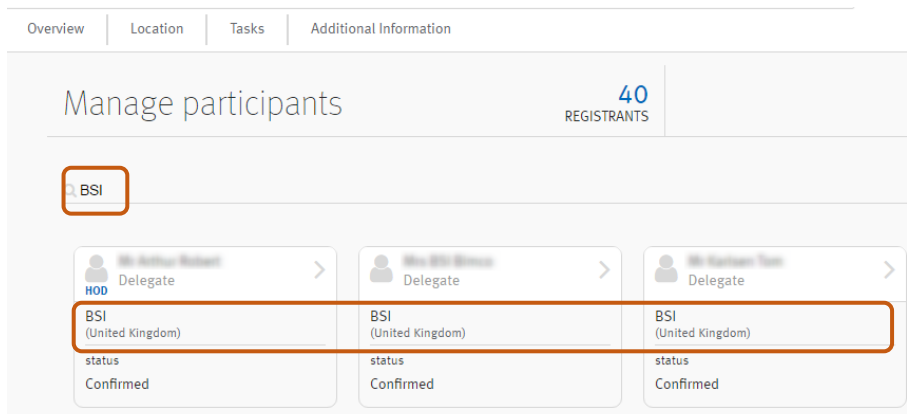 Overview Location Tasks Additional Information
Manage participants
40
REGISTRANTS
BSI
Delegate
HOD
BSI
(United Kingdom)
status
Confirmed
Delegate
BSI
(United Kingdom)
status
Confirmed
Delegate
BSI
(United Kingdom)
status
Confirmed